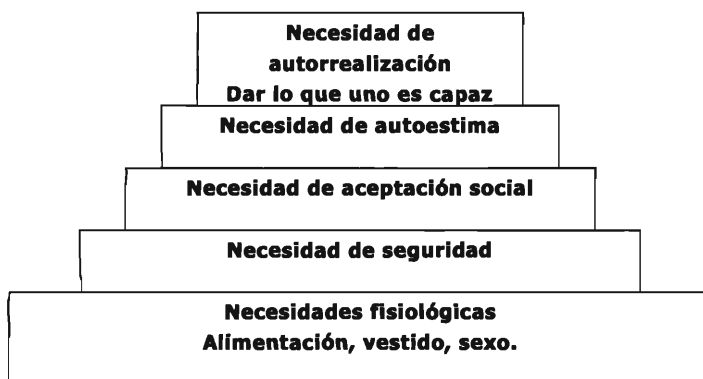 Necesidad de
autorrealización
Dar lo que uno es capaz
Necesidad de autoestima
Necesidad de aceptación social
Necesidad de seguridad
Necesidades fisiológicas
Alimentación, vestido, sexo.